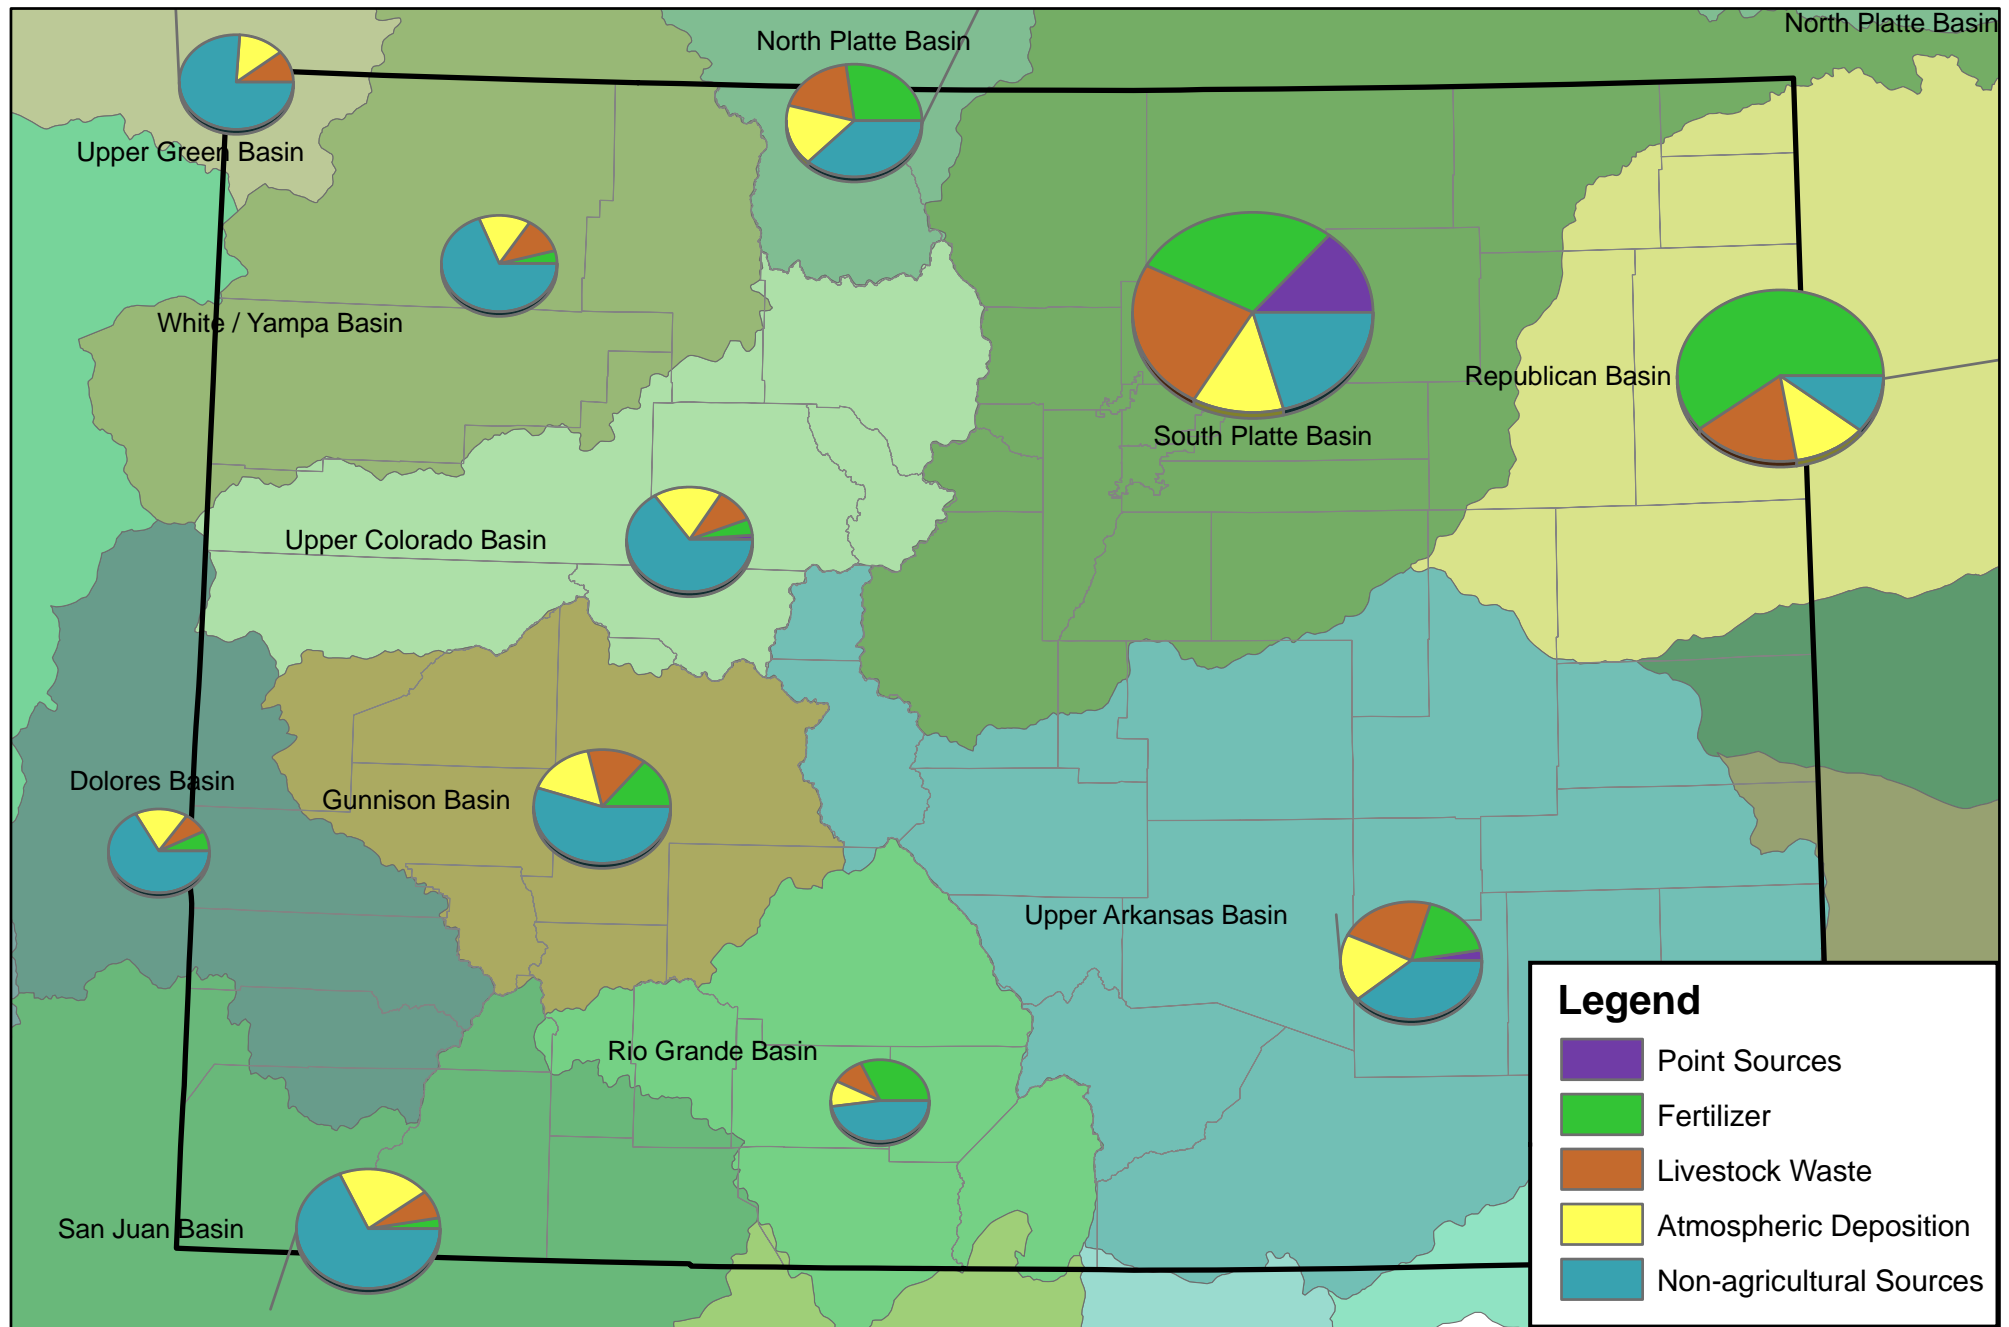 North Platte Basin
North Platte Basin
Upper Green Basin
White / Yampa Basin
Republican Basin
South Platte Basin
Upper Colorado Basin
Dolores Basin
Gunnison Basin
Upper Arkansas Basin
Rio Grande Basin
San Juan Basin
Legend
Point Sources
Fertilizer
Livestock Waste
Atmospheric Deposition
Non-agricultural Sources